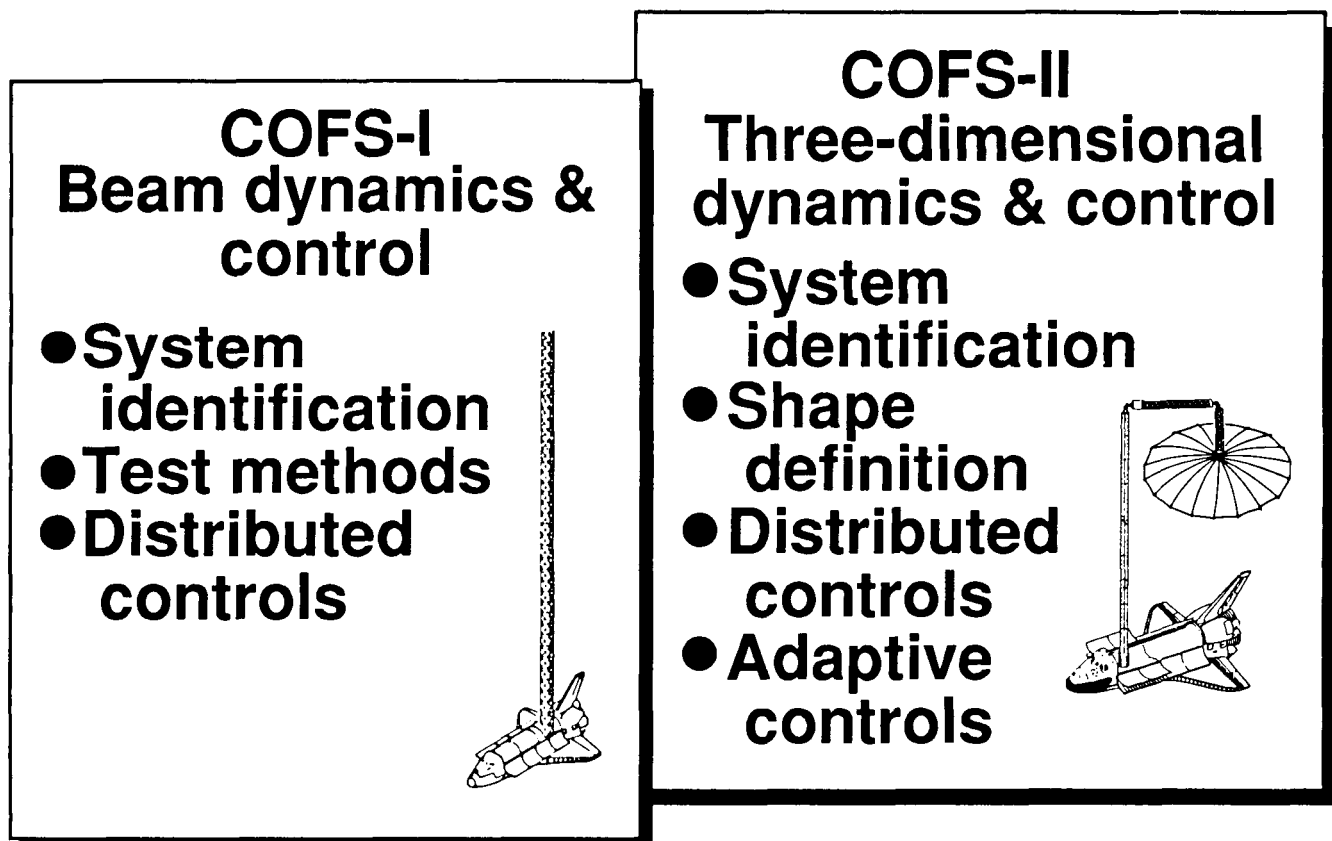 COFS-I
Beam dynamics &
control
●System
identification
●Test methods
●Distributed
controls
COFS-II
Three-dimensional
dynamics & control
●System
identification
●Shape
definition
●Distributed
controls
●Adaptive
controls